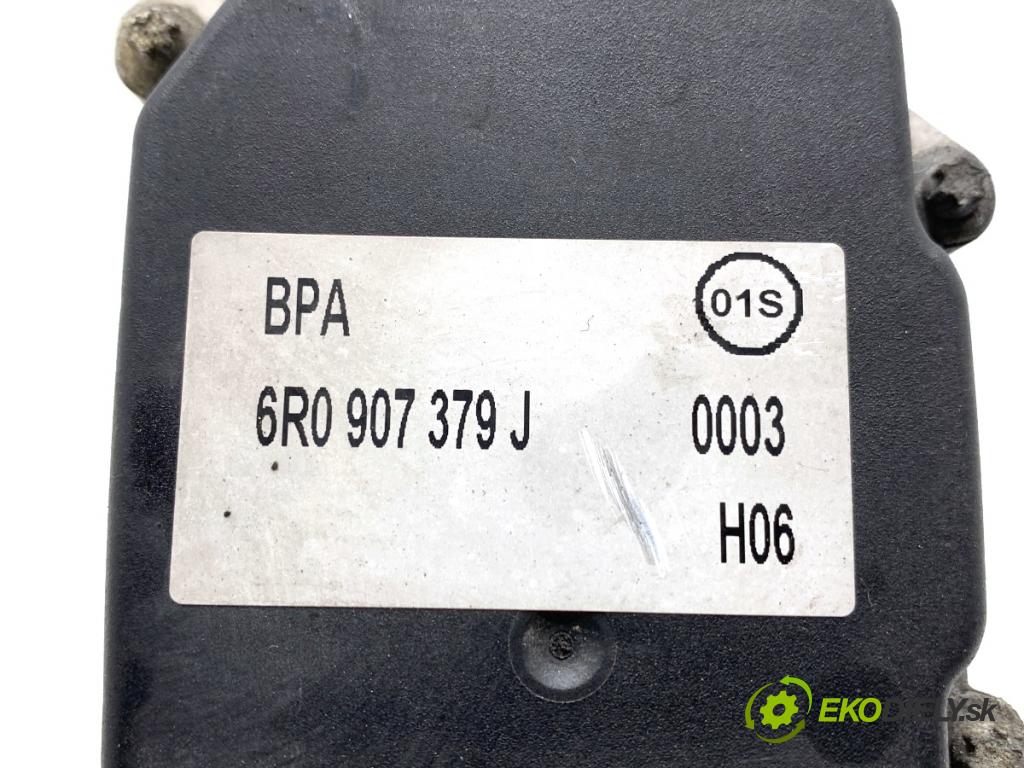 BPA 01S
6R0 907 379 J 0003
H06
EKODIELY.sk